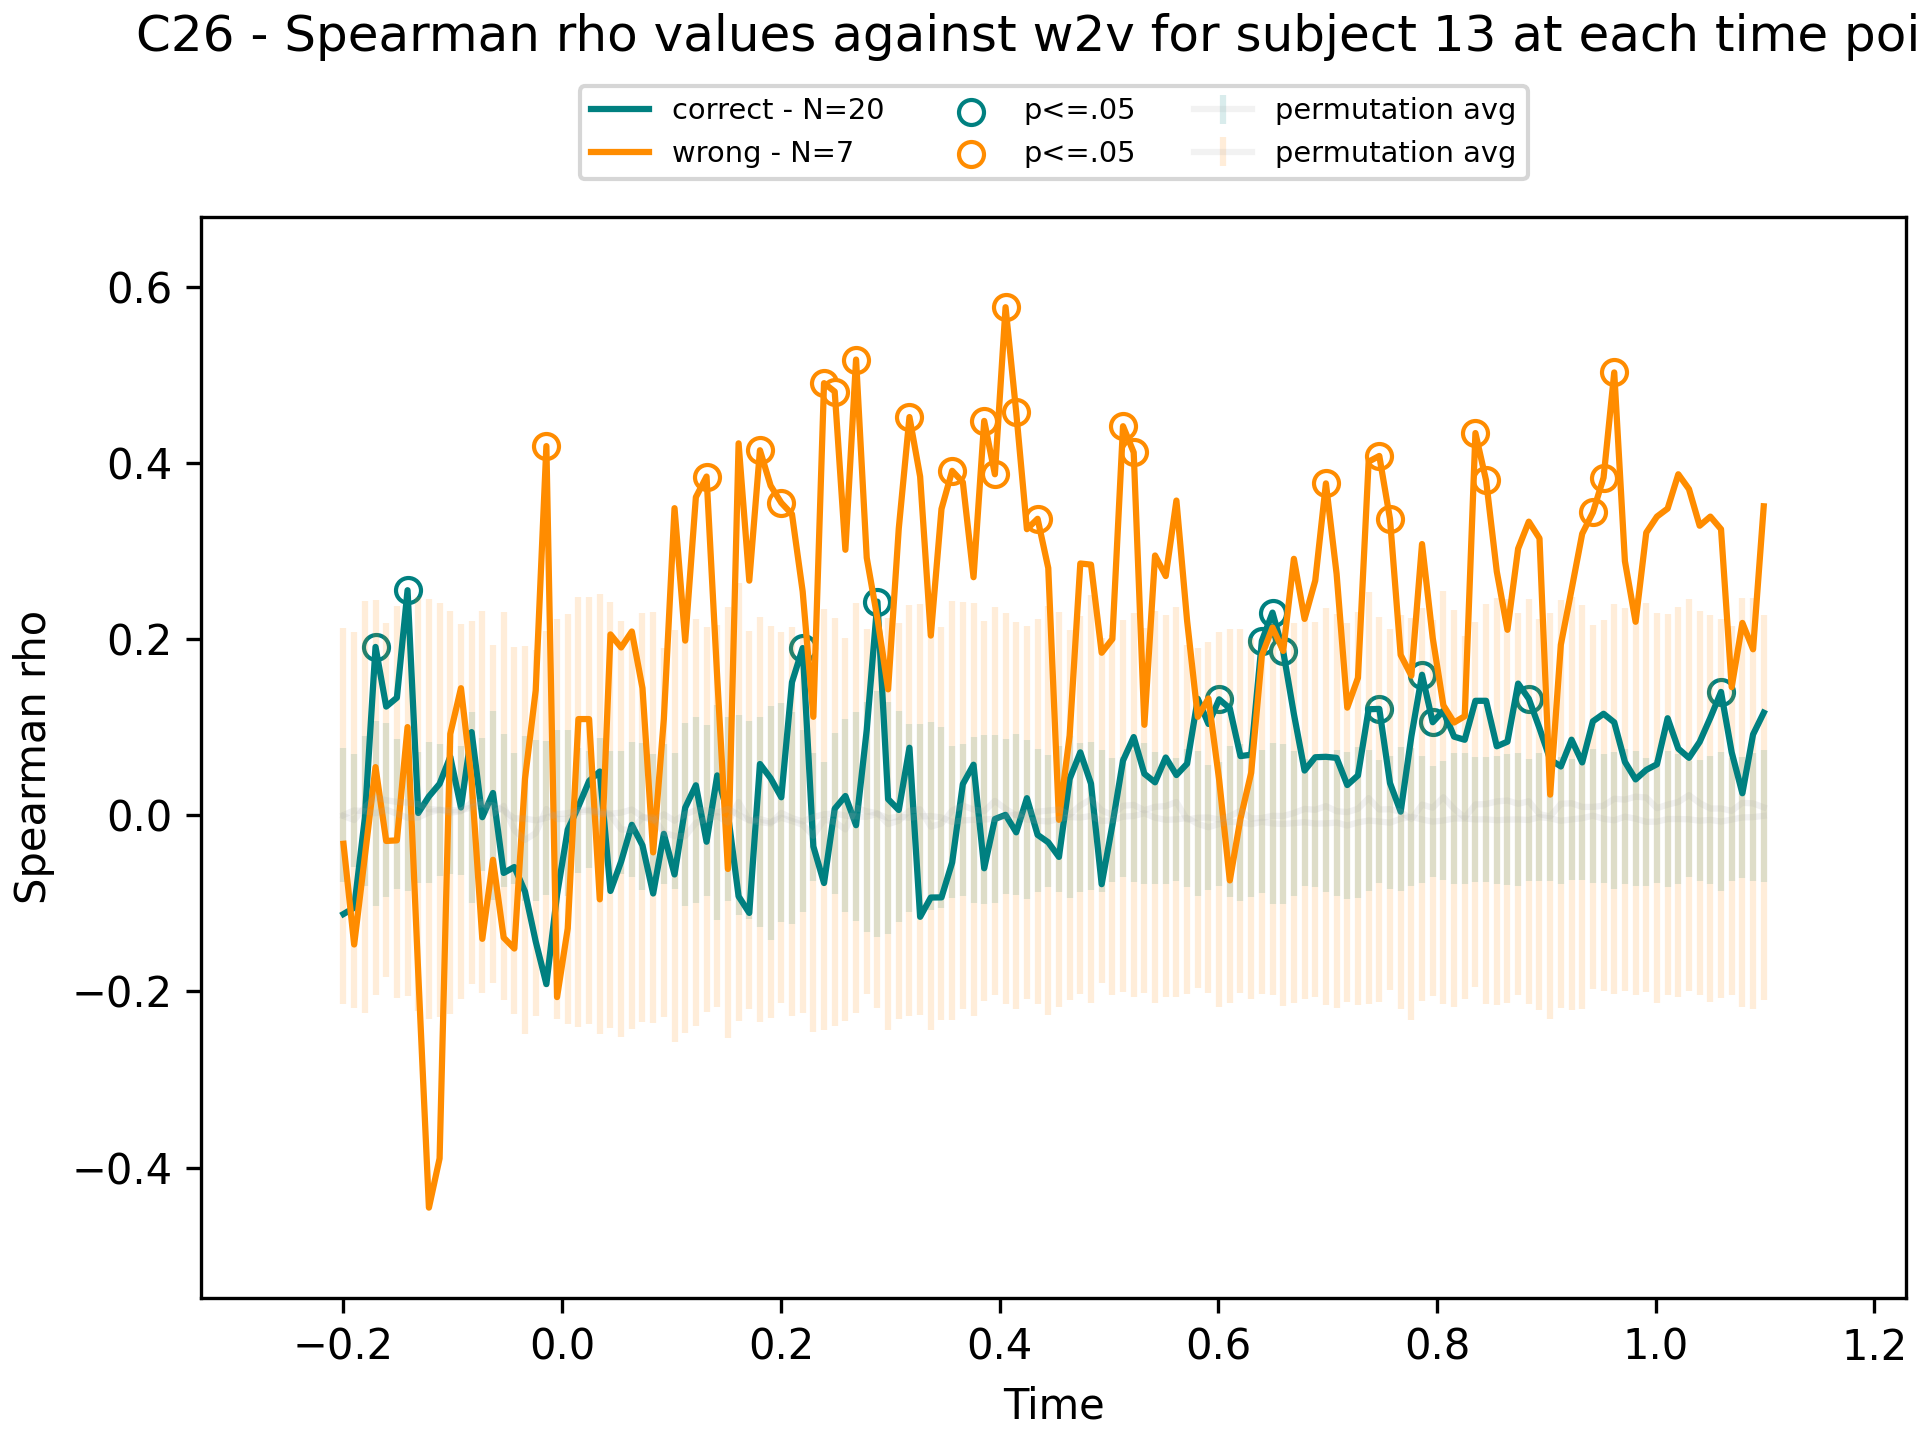 C26 - Spearman rho values against w2v for subject 13 at each time poi
correct - N=20 p<=.05 permutation avg
wrong - N=7 p<=.05 permutation avg
Spearman rho
0.6
0.4
0.2
0.0
−0.2
−0.4
−0.2 0.0 0.2 0.4 0.6 0.8 1.0 1.2
Time